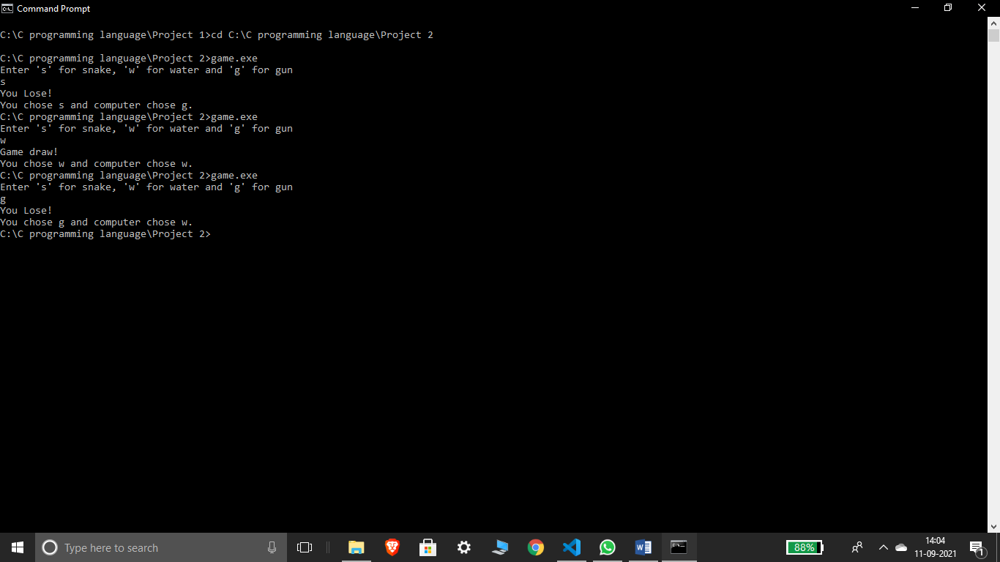 Command Prompt
C:\C programming language\Project 1>cd C:\C programming language\Project 2
C:\C programming language\Project 2>game.exe
Enter 's' for snake, 'w' for water and 'g' for gun
s
You Lose!
You chose s and computer chose g.
C:\C programming language\Project 2>game.exe
Enter 's' for snake, 'w' for water and 'g' for gun
w
Game draw!
You chose w and computer chose w.
C:\C programming language\Project 2>game.exe
Enter 's' for snake, 'w' for water and 'g' for gun
g
You Lose!
You chose g and computer chose w.
C:\C programming language\Project 2>
Type here to search
88%
14:04
11-09-2021
1